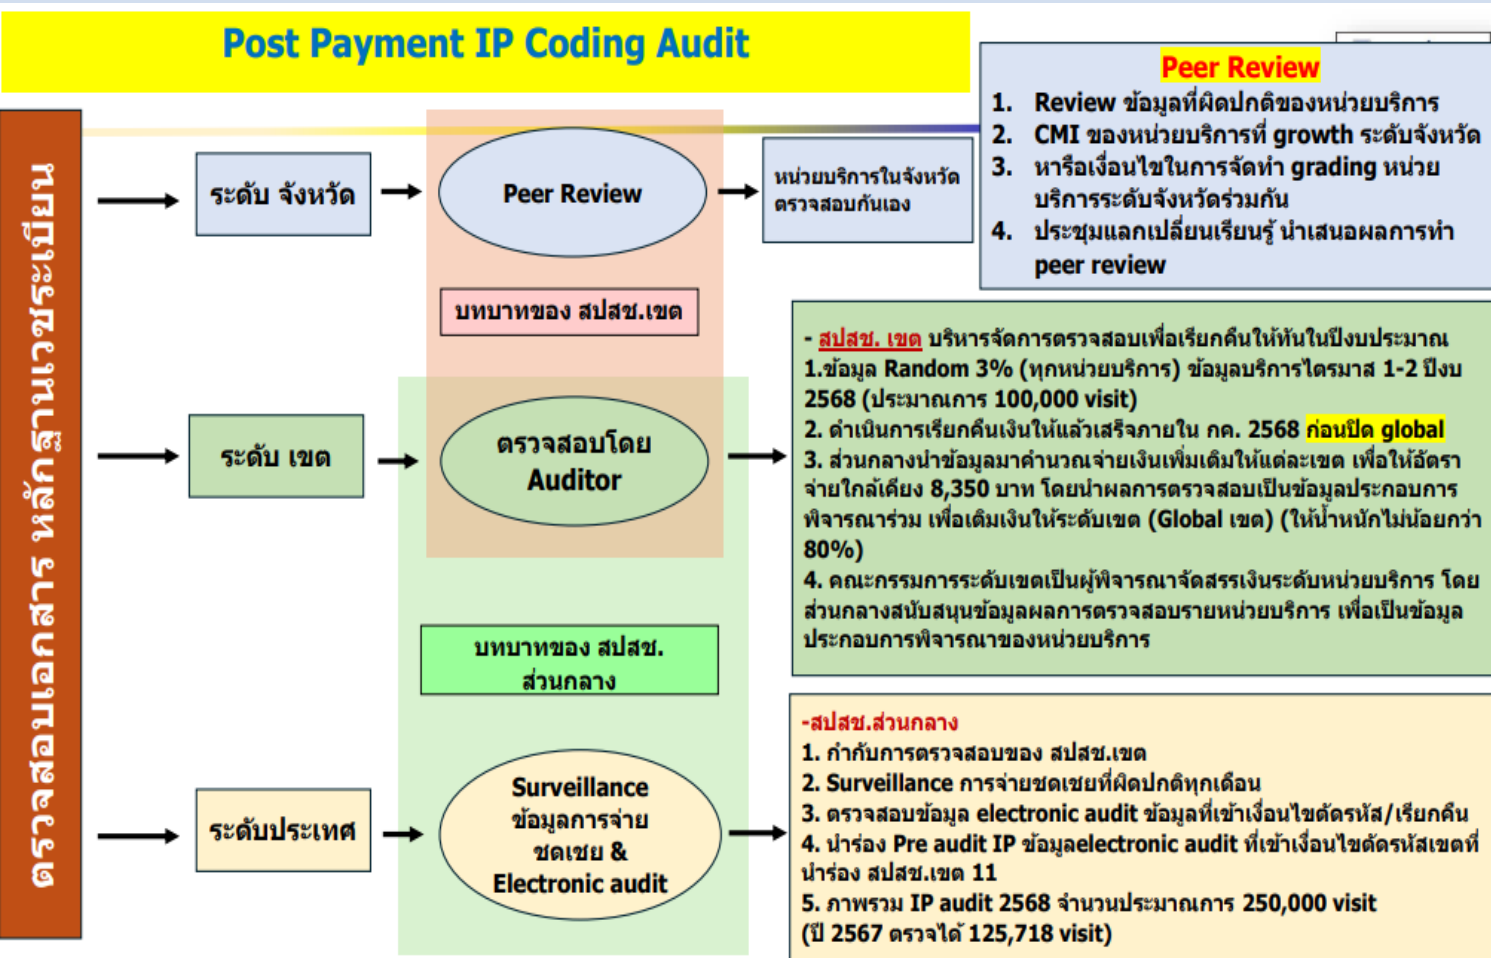 Post Payment IP Coding Audit
ตรวจสอบเอกสาร หลักฐานเวชระเบียน
ระดับ จังหวัด
Peer Review
หน่วยบริการในจังหวัด
ตรวจสอบกันเอง
Peer Review
1. Review ข้อมูลที่ผิดปกติของหน่วยบริการ
2. CMI ของหน่วยบริการที่ growth ระดับจังหวัด
3. หารือเงื่อนไขในการจัดทำ grading หน่วย
บริการระดับจังหวัดร่วมกัน
4. ประชุมแลกเปลี่ยนเรียนรู้ นำเสนอผลการทำ
peer review
บทบาทของ สปสช.เขต
ระดับ เขต
ตรวจสอบโดย
Auditor
- สปสช. เขต บริหารจัดการตรวจสอบเพื่อเรียกคืนให้ทันในปีงบประมาณ
1.ข้อมูล Random 3% (ทุกหน่วยบริการ) ข้อมูลบริการไตรมาส 1-2 ปีงบ
2568 (ประมาณการ 100,000 visit)
2. ดำเนินการเรียกคืนเงินให้แล้วเสร็จภายใน กค. 2568 ก่อนปิด global
3. ส่วนกลางนำข้อมูลมาคำนวณจ่ายเงินเพิ่มเติมให้แต่ละเขต เพื่อให้อัตรา
จ่ายใกล้เคียง 8,350 บาท โดยนำผลการตรวจสอบเป็นข้อมูลประกอบการ
พิจารณาร่วม เพื่อเติมเงินให้ระดับเขต (Global เขต) (ให้น้ำหนักไม่น้อยกว่า
80%)
4. คณะกรรมการระดับเขตเป็นผู้พิจารณาจัดสรรเงินระดับหน่วยบริการ โดย
ส่วนกลางสนับสนุนข้อมูลผลการตรวจสอบรายหน่วยบริการ เพื่อเป็นข้อมูล
ประกอบการพิจารณาของหน่วยบริการ
บทบาทของ สปสช.
ส่วนกลาง
ระดับประเทศ
Surveillance
ข้อมูลการจ่าย
ชดเชย &
Electronic audit
-สปสช.ส่วนกลาง
1. กำกับการตรวจสอบของ สปสช.เขต
2. Surveillance การจ่ายชดเชยที่ผิดปกติทุกเดือน
3. ตรวจสอบข้อมูล electronic audit ข้อมูลที่เข้าเงื่อนไขตัดรหัส/เรียกคืน
4. นำร่อง Pre audit IP ข้อมูลelectronic audit ที่เข้าเงื่อนไขตัดรหัสเขตที่
นำร่อง สปสช.เขต 11
5. ภาพรวม IP audit 2568 จำนวนประมาณการ 250,000 visit
(ปี 2567 ตรวจได้ 125,718 visit)